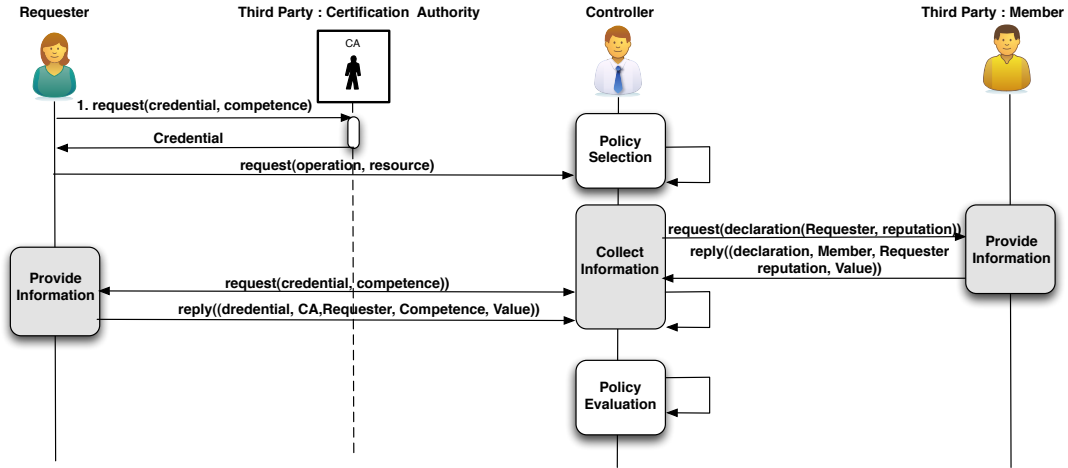 Requester
Third Party : Certification Authority
Controller
Third Party : Member
CA
1. request(credential, competence)
Credential
request(operation, resource)
Policy
Selection
request(declaration(Requester, reputation))
reply((declaration, Member, Requester
reputation, Value))
Collect
Information
Provide
Information
Provide
Information
request(credential, competence))
reply((dredential, CA,Requester, Competence, Value))
Policy
Evaluation